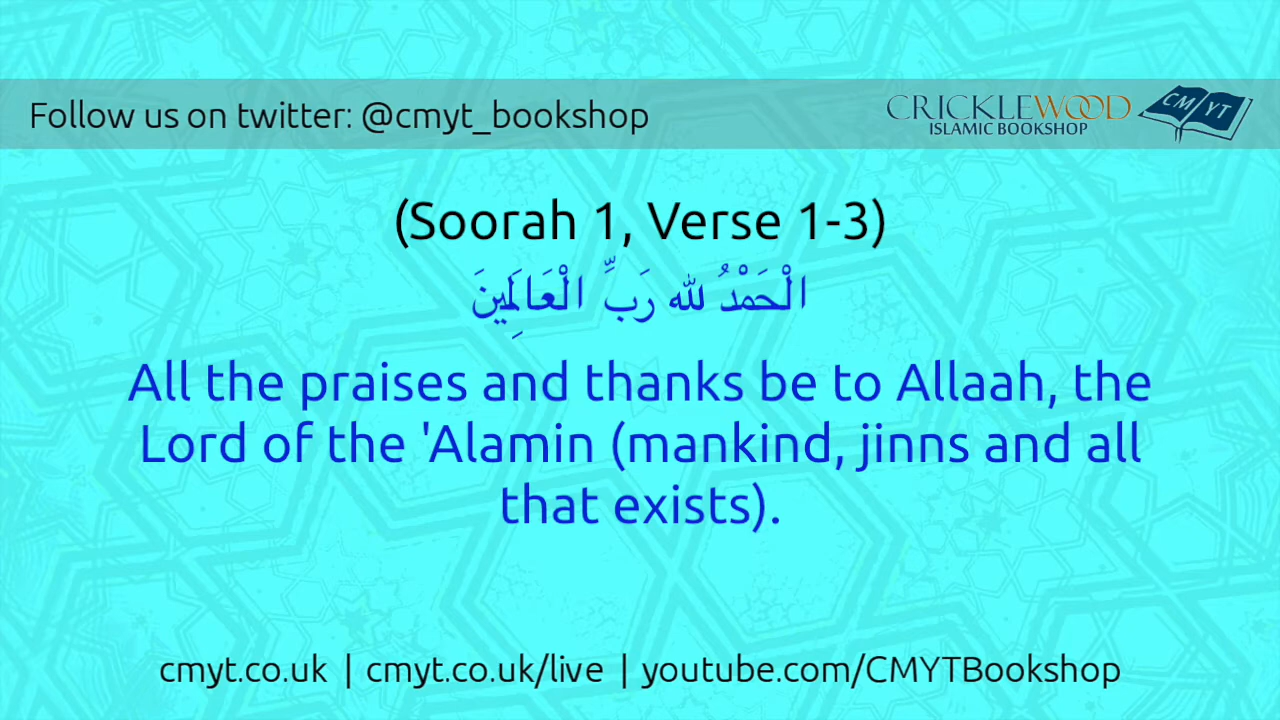 Follow us on twitter: @cmyt_bookshop
CRICKLEWOOD
ISLAMIC BOOKSHOP
CMYT
(Soorah 1, Verse 1-3)
الْحَمْدُ لله رَبِّ الْعَالَمِينَ
All the praises and thanks be to Allaah, the
Lord of the 'Alamin (mankind, jinns and all
that exists).
cmyt.co.uk | cmyt.co.uk/live | youtube.com/CMYTBookshop